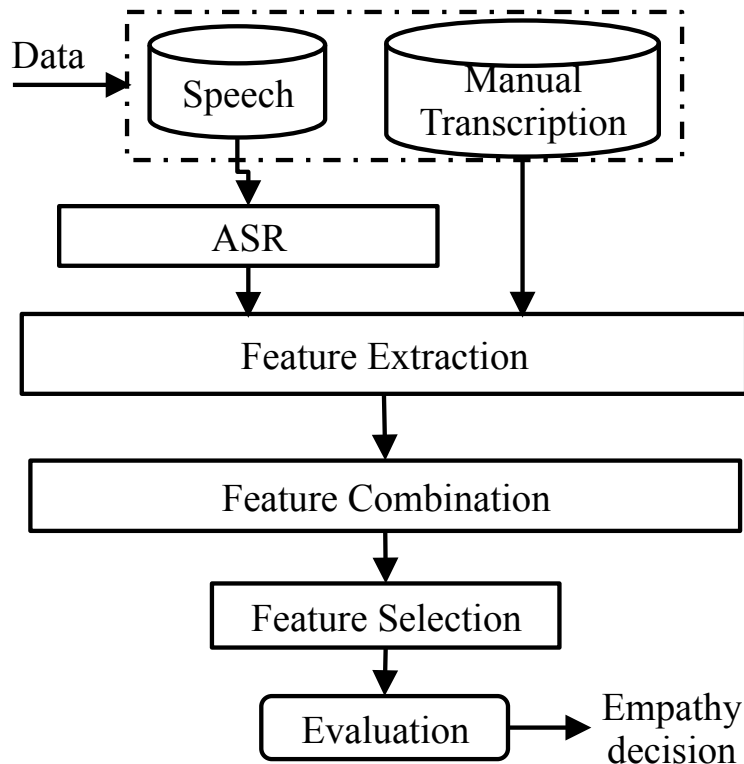 Data
Speech
Manual
Transcription
ASR
Feature Extraction
Feature Combination
Feature Selection
Evaluation
Empathy
decision